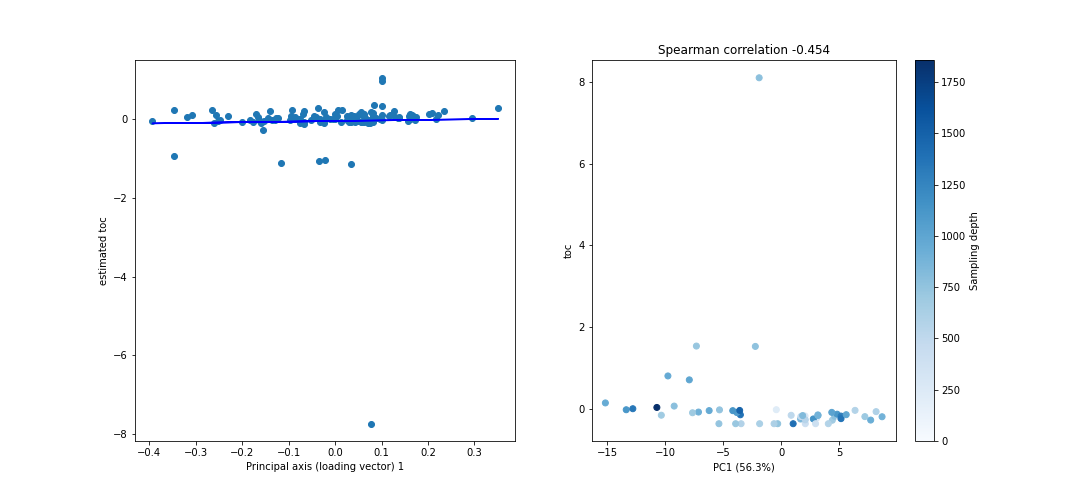 0
−2
−4
−6
−8
−0.4 −0.3 −0.2 −0.1 0.0 0.1 0.2 0.3
Principal axis (loading vector) 1
estimated toc
Spearman correlation -0.454
8
6
4
2
0
−15 −10 −5 0 5
PC1 (56.3%)
toc
1750
1500
1250
1000
750
500
250
0
Sampling depth